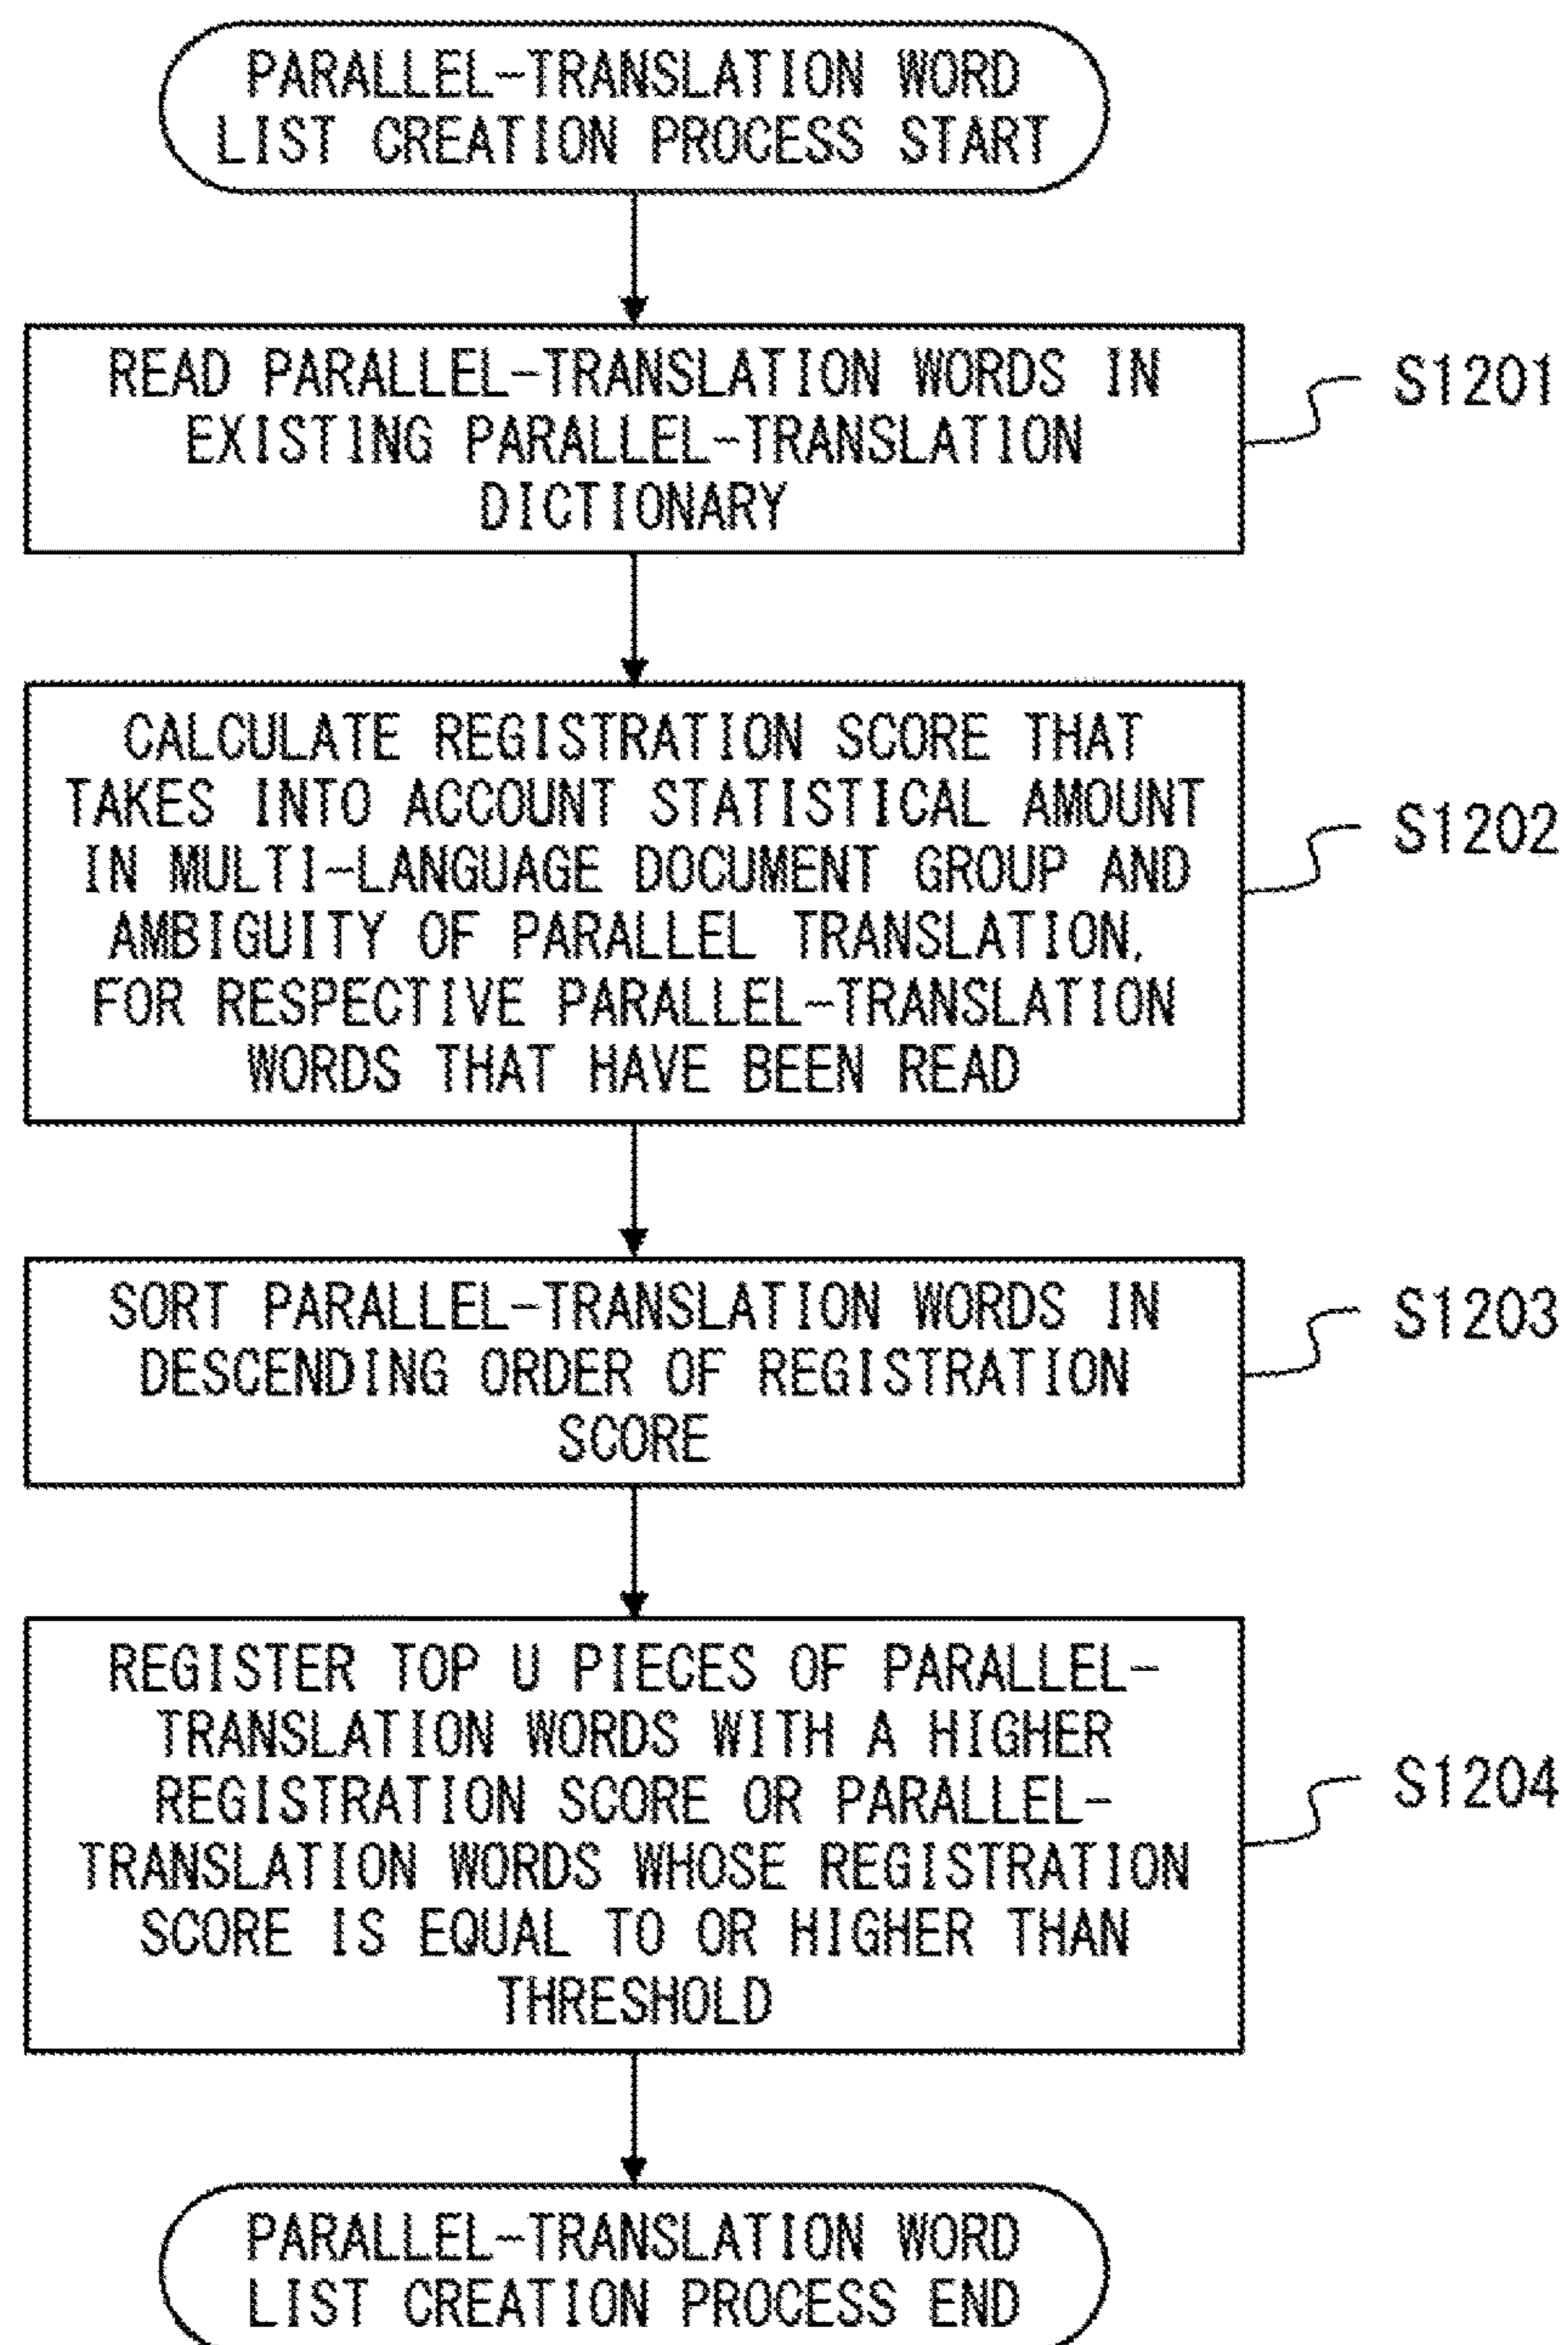 PARALLEL-TRANSLATION WORD
LIST CREATION PROCESS START
READ PARALLEL-TRANSLATION WORDS IN
EXISTING PARALLEL-TRANSLATION
DICTIONARY
S1201
CALCULATE REGISTRATION SCORE THAT
TAKES INTO ACCOUNT STATISTICAL AMOUNT
IN MULTI-LANGUAGE DOCUMENT GROUP AND
AMBIGUITY OF PARALLEL TRANSLATION,
FOR RESPECTIVE PARALLEL-TRANSLATION
WORDS THAT HAVE BEEN READ
S1202
SORT PARALLEL-TRANSLATION WORDS IN
DESCENDING ORDER OF REGISTRATION
SCORE
S1203
REGISTER TOP U PIECES OF PARALLEL-
TRANSLATION WORDS WITH A HIGHER
REGISTRATION SCORE OR PARALLEL-
TRANSLATION WORDS WHOSE REGISTRATION
SCORE IS EQUAL TO OR HIGHER THAN
THRESHOLD
S1204
PARALLEL-TRANSLATION WORD
LIST CREATION PROCESS END